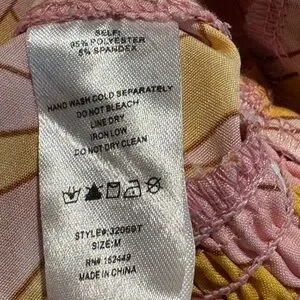 SELF:
95% POLYESTER
5% SPANDEX
HAND WASH COLD SEPARATELY
DO NOT BLEACH
LINE DRY
IRON LOW
DO NOT DRY CLEAN
STYLE#:32069T
SIZE:M
RN# 152449
MADE IN CHINA